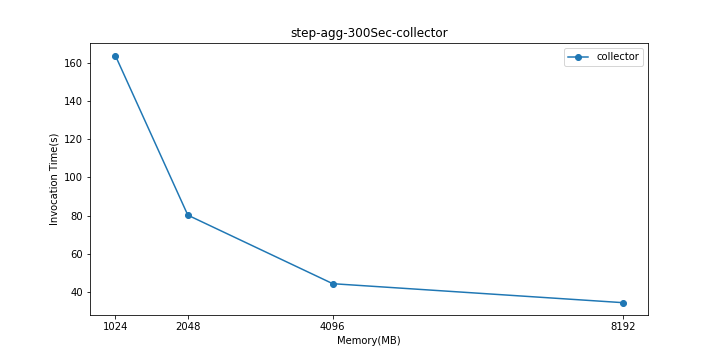 step-agg-300Sec-collector
collector
Invocation Time(s)
160
140
120
100
80
60
40
1024 2048 4096 8192
Memory(MB)